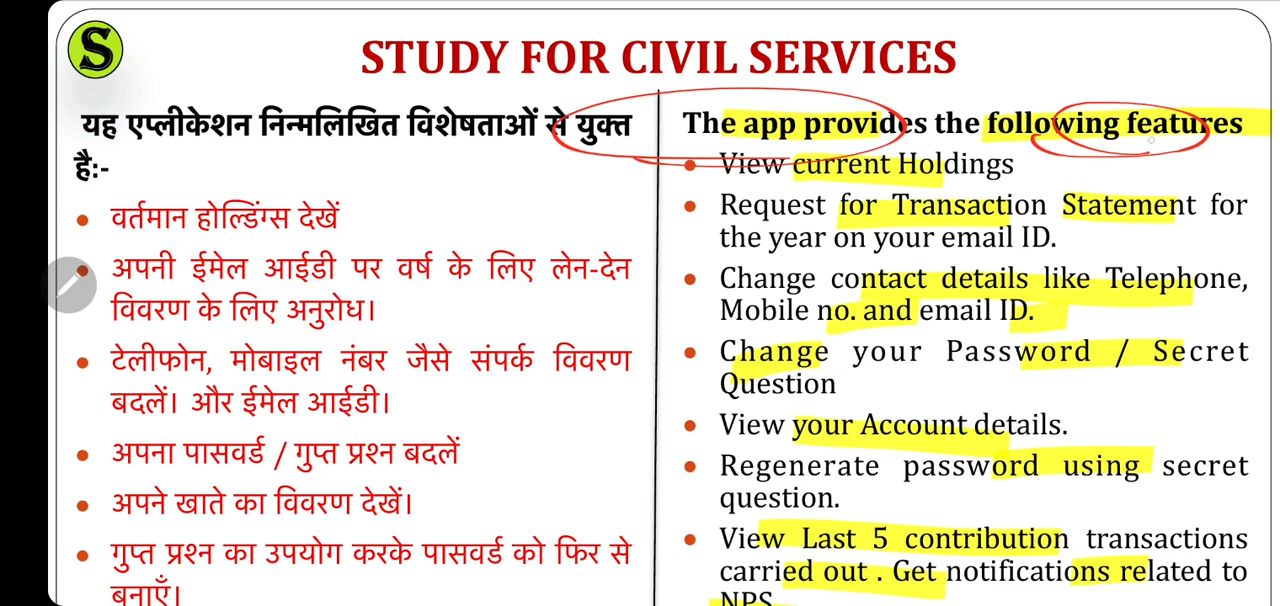 S
STUDY FOR CIVIL SERVICES
यह एप्लीकेशन निन्मलिखित विशेषताओं से युक्त
है:-
• वर्तमान होल्डिंग्स देखें
• अपनी ईमेल आईडी पर वर्ष के लिए लेन-देन
विवरण के लिए अनुरोध।
• टेलीफोन, मोबाइल नंबर जैसे संपर्क विवरण
बदलें। और ईमेल आईडी।
• अपना पासवर्ड / गुप्त प्रश्न बदलें
• अपने खाते का विवरण देखें।
• गुप्त प्रश्न का उपयोग करके पासवर्ड को फिर से
बनाएँ।
The app provides the following features
• View current Holdings
• Request for Transaction Statement for
the year on your email ID.
• Change contact details like Telephone,
Mobile no. and email ID.
• Change your Password / Secret
Question
• View your Account details.
• Regenerate password using secret
question.
• View Last 5 contribution transactions
carried out . Get notifications related to
NPS